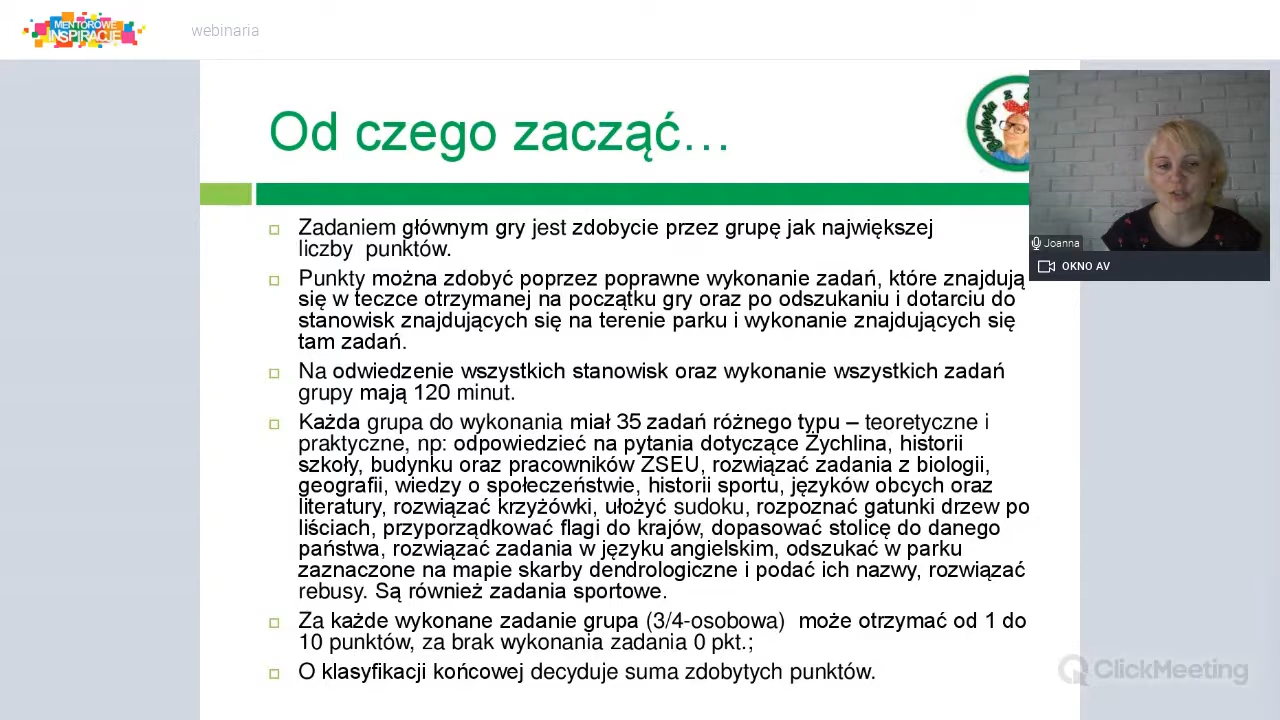 MENTOROWE
INSPIRACJE
webinaria
Od czego zacząć...
Biologia
z
Joanna
OKNO AV
Zadaniem głównym gry jest zdobycie przez grupę jak największej
liczby punktów.
Punkty można zdobyć poprzez poprawne wykonanie zadań, które znajdują
się w teczce otrzymanej na początku gry oraz po odszukaniu i dotarciu do
stanowisk znajdujących się na terenie parku i wykonanie znajdujących się
tam zadań.
Na odwiedzenie wszystkich stanowisk oraz wykonanie wszystkich zadań
grupy mają 120 minut.
Każda grupa do wykonania miał 35 zadań różnego typu – teoretyczne i
praktyczne, np: odpowiedzieć na pytania dotyczące Żychlina, historii
szkoły, budynku oraz pracowników ZSEU, rozwiązać zadania z biologii,
geografii, wiedzy o społeczeństwie, historii sportu, języków obcych oraz
literatury, rozwiązać krzyżówki, ułożyć sudoku, rozpoznać gatunki drzew po
liściach, przyporządkować flagi do krajów, dopasować stolicę do danego
państwa, rozwiązać zadania w języku angielskim, odszukać w parku
zaznaczone na mapie skarby dendrologiczne i podać ich nazwy, rozwiązać
rebusy. Są również zadania sportowe.
Za każde wykonane zadanie grupa (3/4-osobowa) może otrzymać od 1 do
10 punktów, za brak wykonania zadania 0 pkt.;
O klasyfikacji końcowej decyduje suma zdobytych punktów.
ClickMeeting